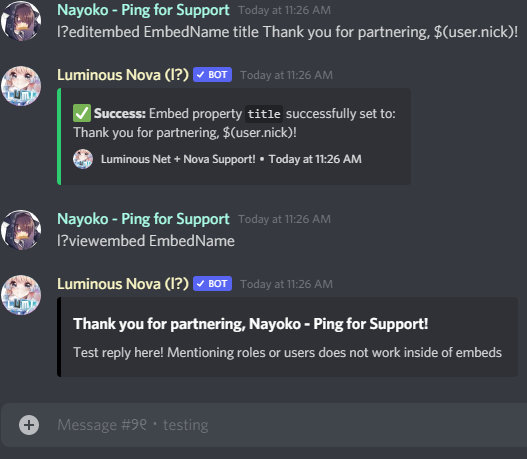 Nayoko - Ping for Support Today at 11:26 AM
l?editembed EmbedName title Thank you for partnering, $(user.nick)!
Luminous Nova (l?) ✓ BOT Today at 11:26 AM
✅ Success: Embed property title successfully set to:
Thank you for partnering, $(user.nick)!
Luminous Net + Nova Support! • Today at 11:26 AM
Nayoko - Ping for Support Today at 11:26 AM
l?viewembed EmbedName
Luminous Nova (l?) ✓ BOT Today at 11:26 AM
Thank you for partnering, Nayoko - Ping for Support!
Test reply here! Mentioning roles or users does not work inside of embeds
Message #୨୧・testing